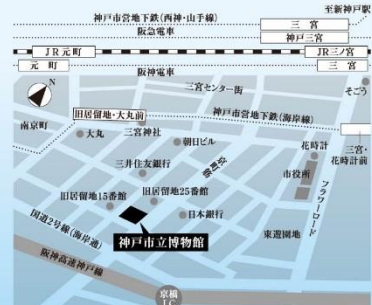 至新神戸駅
神戸市営地下鉄(西神・山手線)
三 宮
阪急電車
神戸三宮
JR元町
JR三ノ宮
元 町
三 宮
阪神電車
N
三宮センター街
そごう
旧居留地・大丸前
神戸市営地下鉄(海岸線)
南京町
大丸
三宮神社
朝日ビル
花時計
三宮・
花時計前
三井住友銀行
京町筋
市役所
フラワーロード
旧居留地15番館
旧居留地25番館
日本銀行
国道2号線(海岸通)
神戸市立博物館
東遊園地
阪神高速神戸線
京橋
I.C